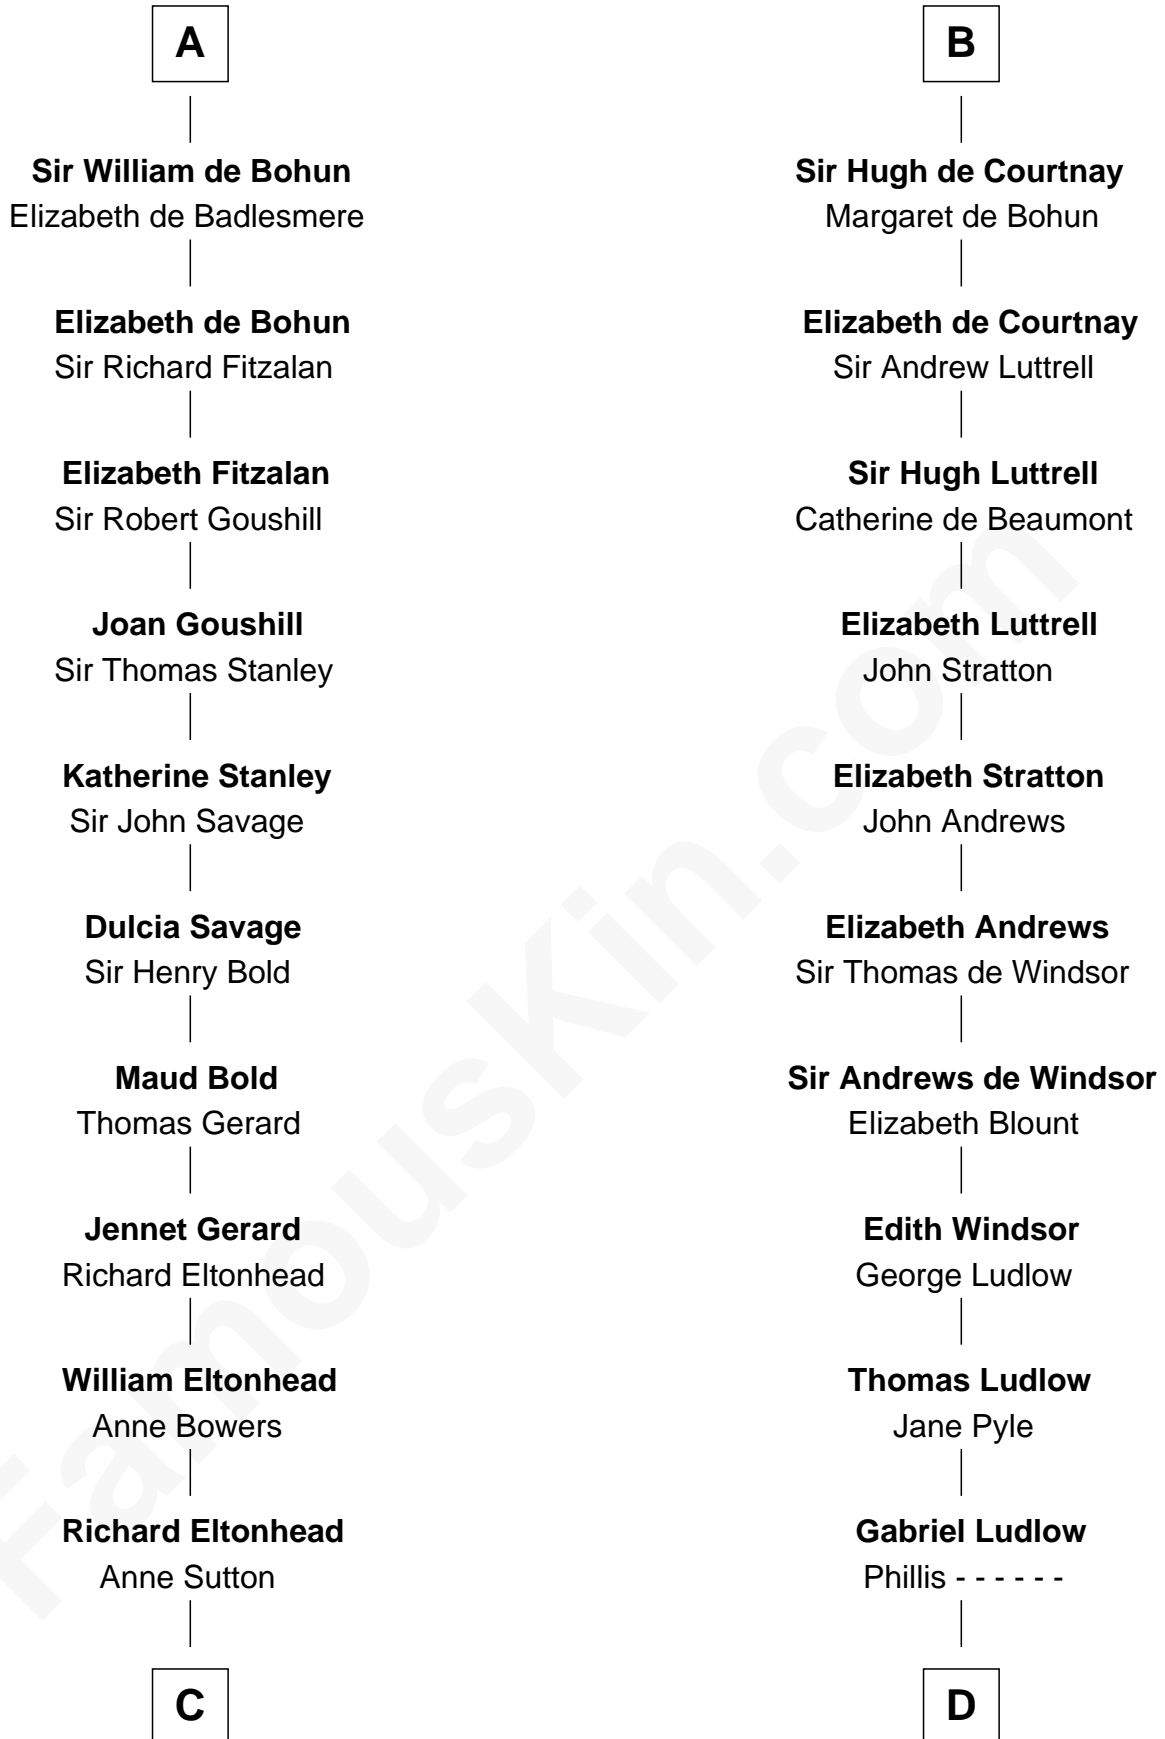 A
Sir William de Bohun
Elizabeth de Badlesmere
Elizabeth de Bohun
Sir Richard Fitzalan
Elizabeth Fitzalan
Sir Robert Goushill
Joan Goushill
Sir Thomas Stanley
Katherine Stanley
Sir John Savage
Dulcia Savage
Sir Henry Bold
Maud Bold
Thomas Gerard
Jennet Gerard
Richard Eltonhead
William Eltonhead
Anne Bowers
Richard Eltonhead
Anne Sutton
C
B
Sir Hugh de Courtnay
Margaret de Bohun
Elizabeth de Courtnay
Sir Andrew Luttrell
Sir Hugh Luttrell
Catherine de Beaumont
Elizabeth Luttrell
John Stratton
Elizabeth Stratton
John Andrews
Elizabeth Andrews
Sir Thomas de Windsor
Sir Andrews de Windsor
Elizabeth Blount
Edith Windsor
George Ludlow
Thomas Ludlow
Jane Pyle
Gabriel Ludlow
Phillis - - - - - -
D
FamousKin.com